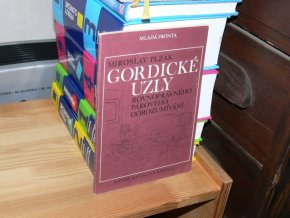 MLADÁ FRONTA
MIROSLAV PLZÁK
GORDICKÉ
UZLY
ROVNOPRÁVNÉHO
PÁROVÉHO
DOROZUMÍVÁNÍ